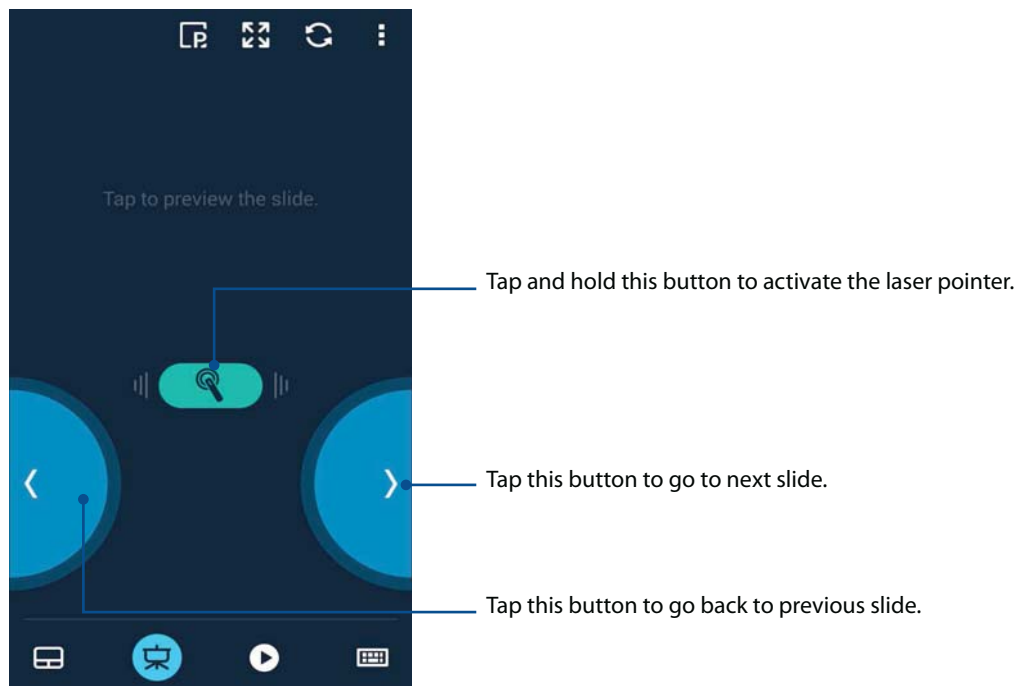 P
Tap to preview the slide.
Tap and hold this button to activate the laser pointer.
Tap this button to go to next slide.
Tap this button to go back to previous slide.